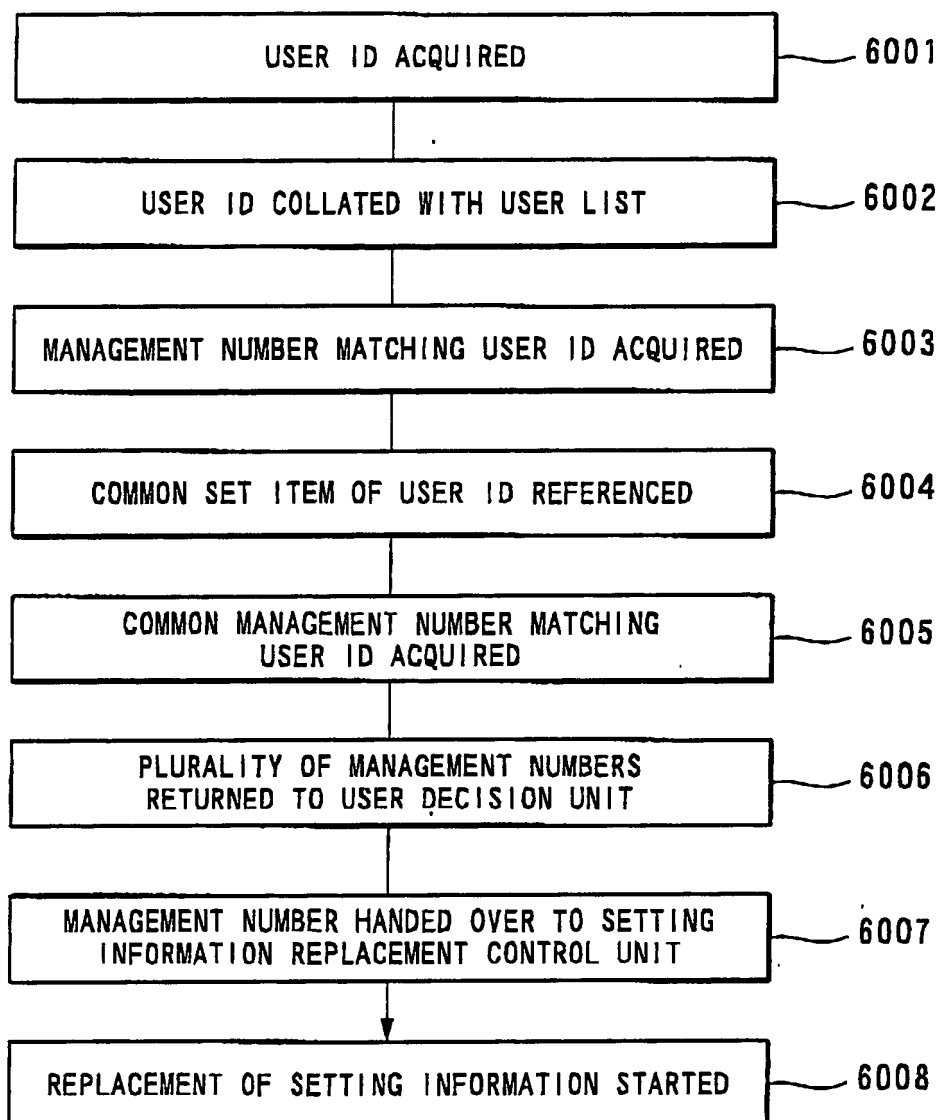 USER ID ACQUIRED
6001
USER ID COLLATED WITH USER LIST
6002
MANAGEMENT NUMBER MATCHING USER ID ACQUIRED
6003
COMMON SET ITEM OF USER ID REFERENCED
6004
COMMON MANAGEMENT NUMBER MATCHING
USER ID ACQUIRED
6005
PLURALITY OF MANAGEMENT NUMBERS
RETURNED TO USER DECISION UNIT
6006
MANAGEMENT NUMBER HANDED OVER TO SETTING
INFORMATION REPLACEMENT CONTROL UNIT
6007
REPLACEMENT OF SETTING INFORMATION STARTED
6008